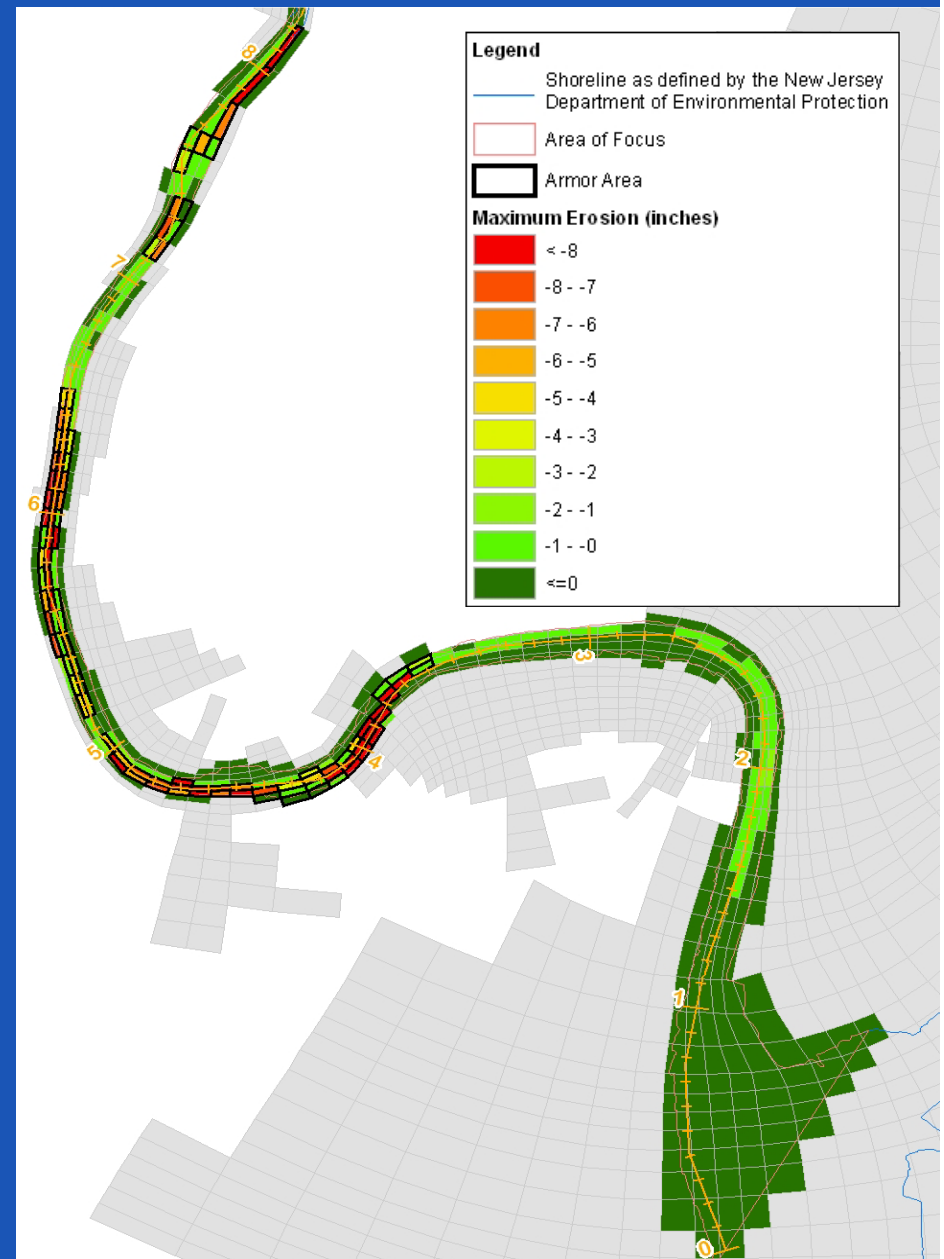 Legend
Shoreline as defined by the New Jersey
Department of Environmental Protection
Area of Focus
Armor Area
Maximum Erosion (inches)
< -8
-8 - -7
-7 - -6
-6 - -5
-5 - -4
-4 - -3
-3 - -2
-2 - -1
-1 - -0
<=0
8
7
6
5
4
3
2
1
0